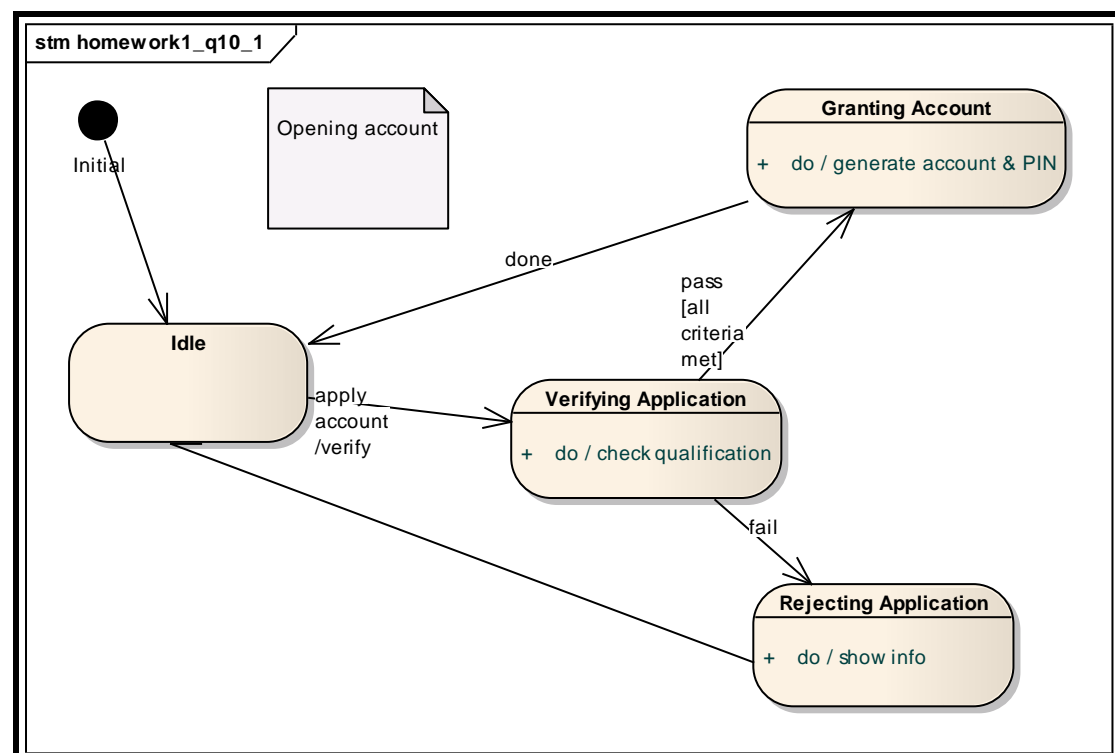 stm homework1_q10_1
Initial
Opening account
Granting Account
+ do / generate account & PIN
done
pass
[all
criteria
met]
Idle
apply
account
/verify
Verifying Application
+ do / check qualification
fail
Rejecting Application
+ do / show info